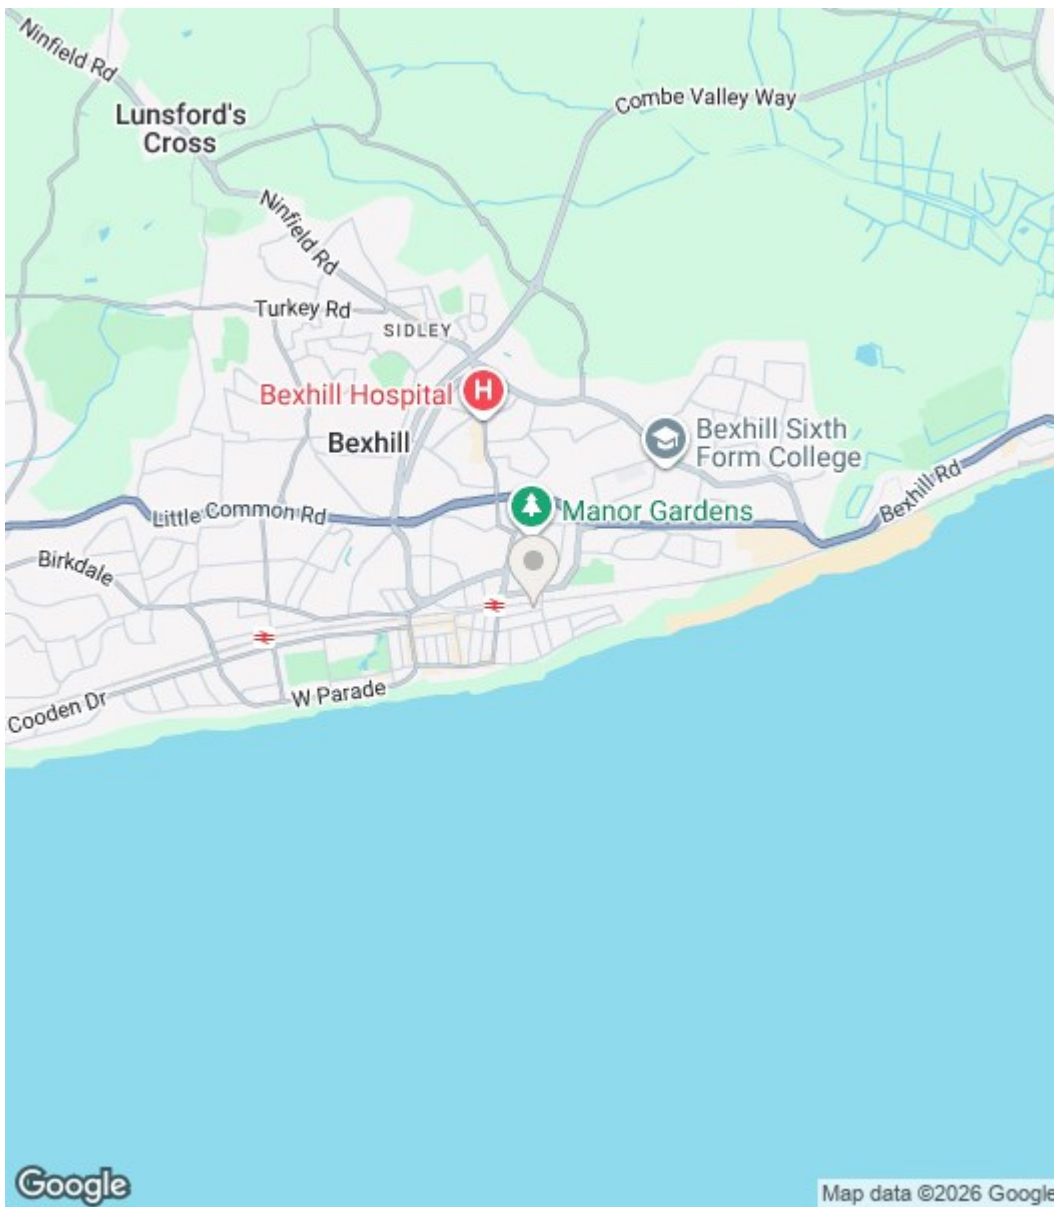 Ninfield Rd
Combe Valley Way
Lunsford's
Cross
Ninfield Rd
Turkey Rd
SIDLEY
Bexhill Hospital
H
Bexhill
Bexhill Sixth
Form College
Bexhill Rd
Manor Gardens
Little Common Rd
Birkdale
W Parade
Cooden Dr
Google
Map data ©2026 Google